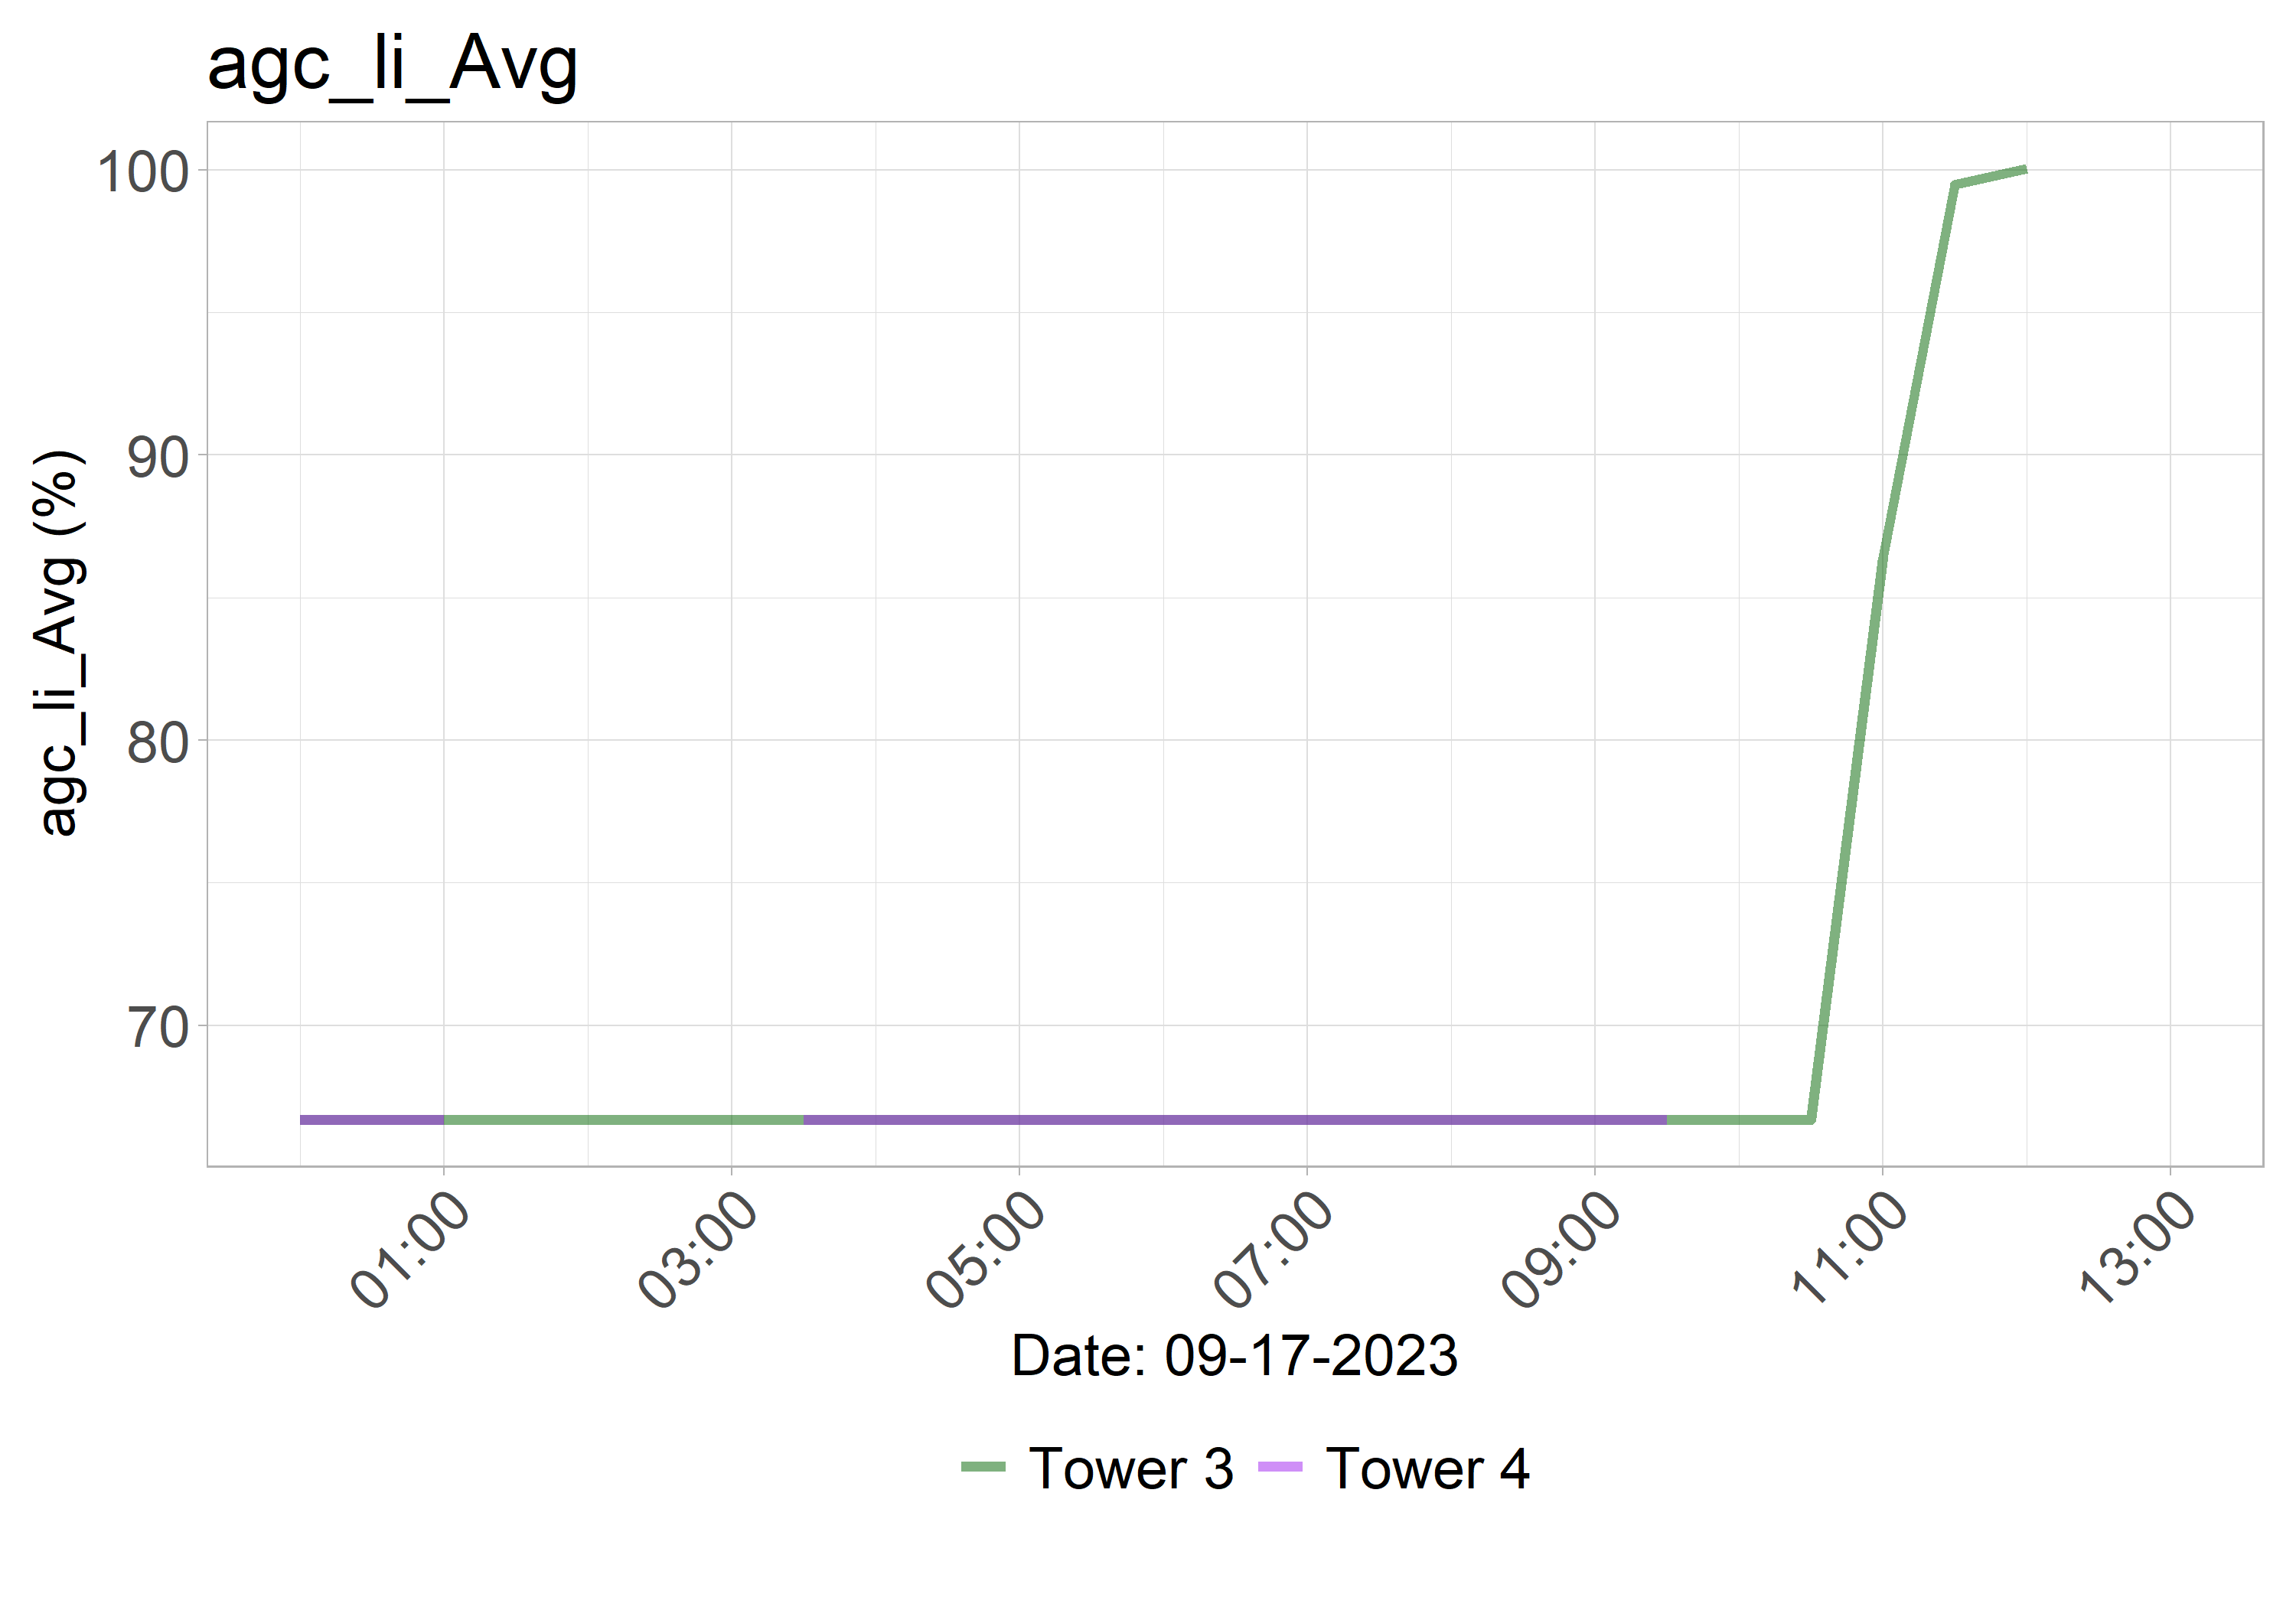 agc_li_Avg
100
90
80
70
agc_li_Avg (%)
01:00 03:00 05:00 07:00 09:00 11:00 13:00
Date: 09-17-2023
Tower 3 Tower 4